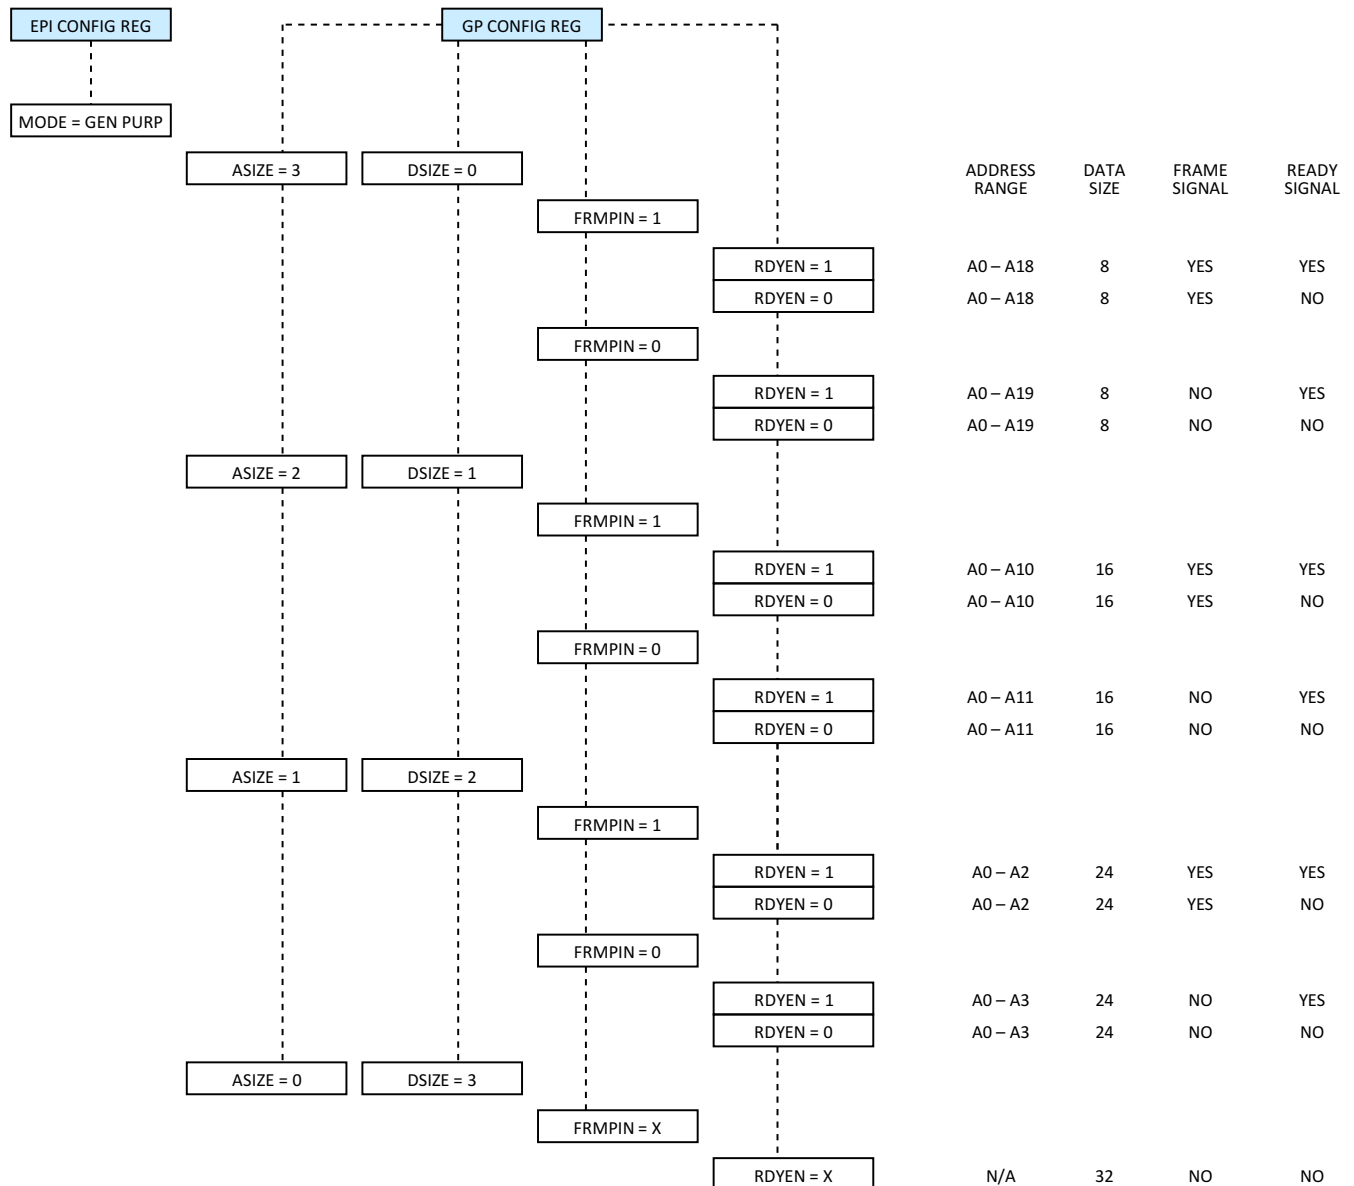 EPI CONFIG REG
GP CONFIG REG
MODE = GEN PURP
ASIZE = 3
DSIZE = 0
ADDRESS RANGE
DATA SIZE
FRAME SIGNAL
READY SIGNAL
FRMPIN = 1
RDYEN = 1 A0 – A18 8 YES YES
RDYEN = 0 A0 – A18 8 YES NO
FRMPIN = 0
RDYEN = 1 A0 – A19 8 NO YES
RDYEN = 0 A0 – A19 8 NO NO
ASIZE = 2
DSIZE = 1
FRMPIN = 1
RDYEN = 1 A0 – A10 16 YES YES
RDYEN = 0 A0 – A10 16 YES NO
FRMPIN = 0
RDYEN = 1 A0 – A11 16 NO YES
RDYEN = 0 A0 – A11 16 NO NO
ASIZE = 1
DSIZE = 2
FRMPIN = 1
RDYEN = 1 A0 – A2 24 YES YES
RDYEN = 0 A0 – A2 24 YES NO
FRMPIN = 0
RDYEN = 1 A0 – A3 24 NO YES
RDYEN = 0 A0 – A3 24 NO NO
ASIZE = 0
DSIZE = 3
FRMPIN = X
RDYEN = X N/A 32 NO NO